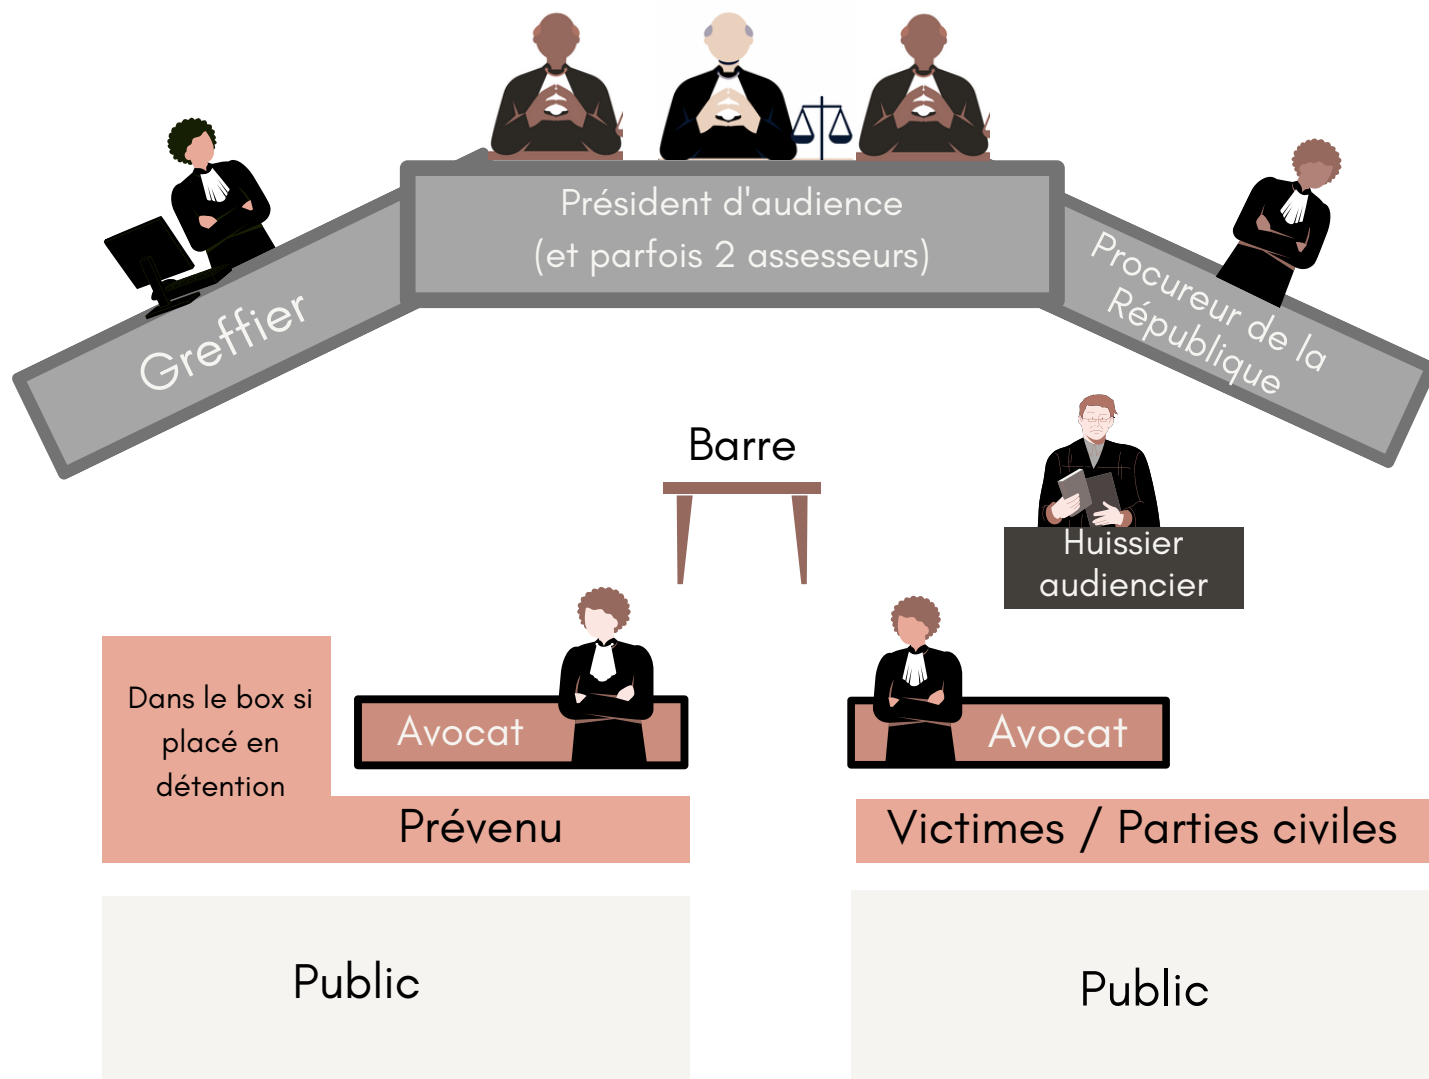 Président d'audience
(et parfois 2 assesseurs)
Greffier
Procureur de la
République
Barre
Huissier
audiencier
Dans le box si
placé en
détention
Avocat
Avocat
Prévenu
Victimes / Parties civiles
Public
Public